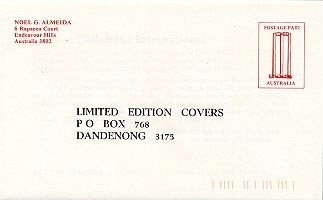 NOEL G. ALMEIDA
6 Rapanea Court
Endeavour Hills
Australia 3802
POSTAGE PAID
AUSTRALIA
LIMITED EDITION COVERS
P O BOX 768
DANDENONG 3175